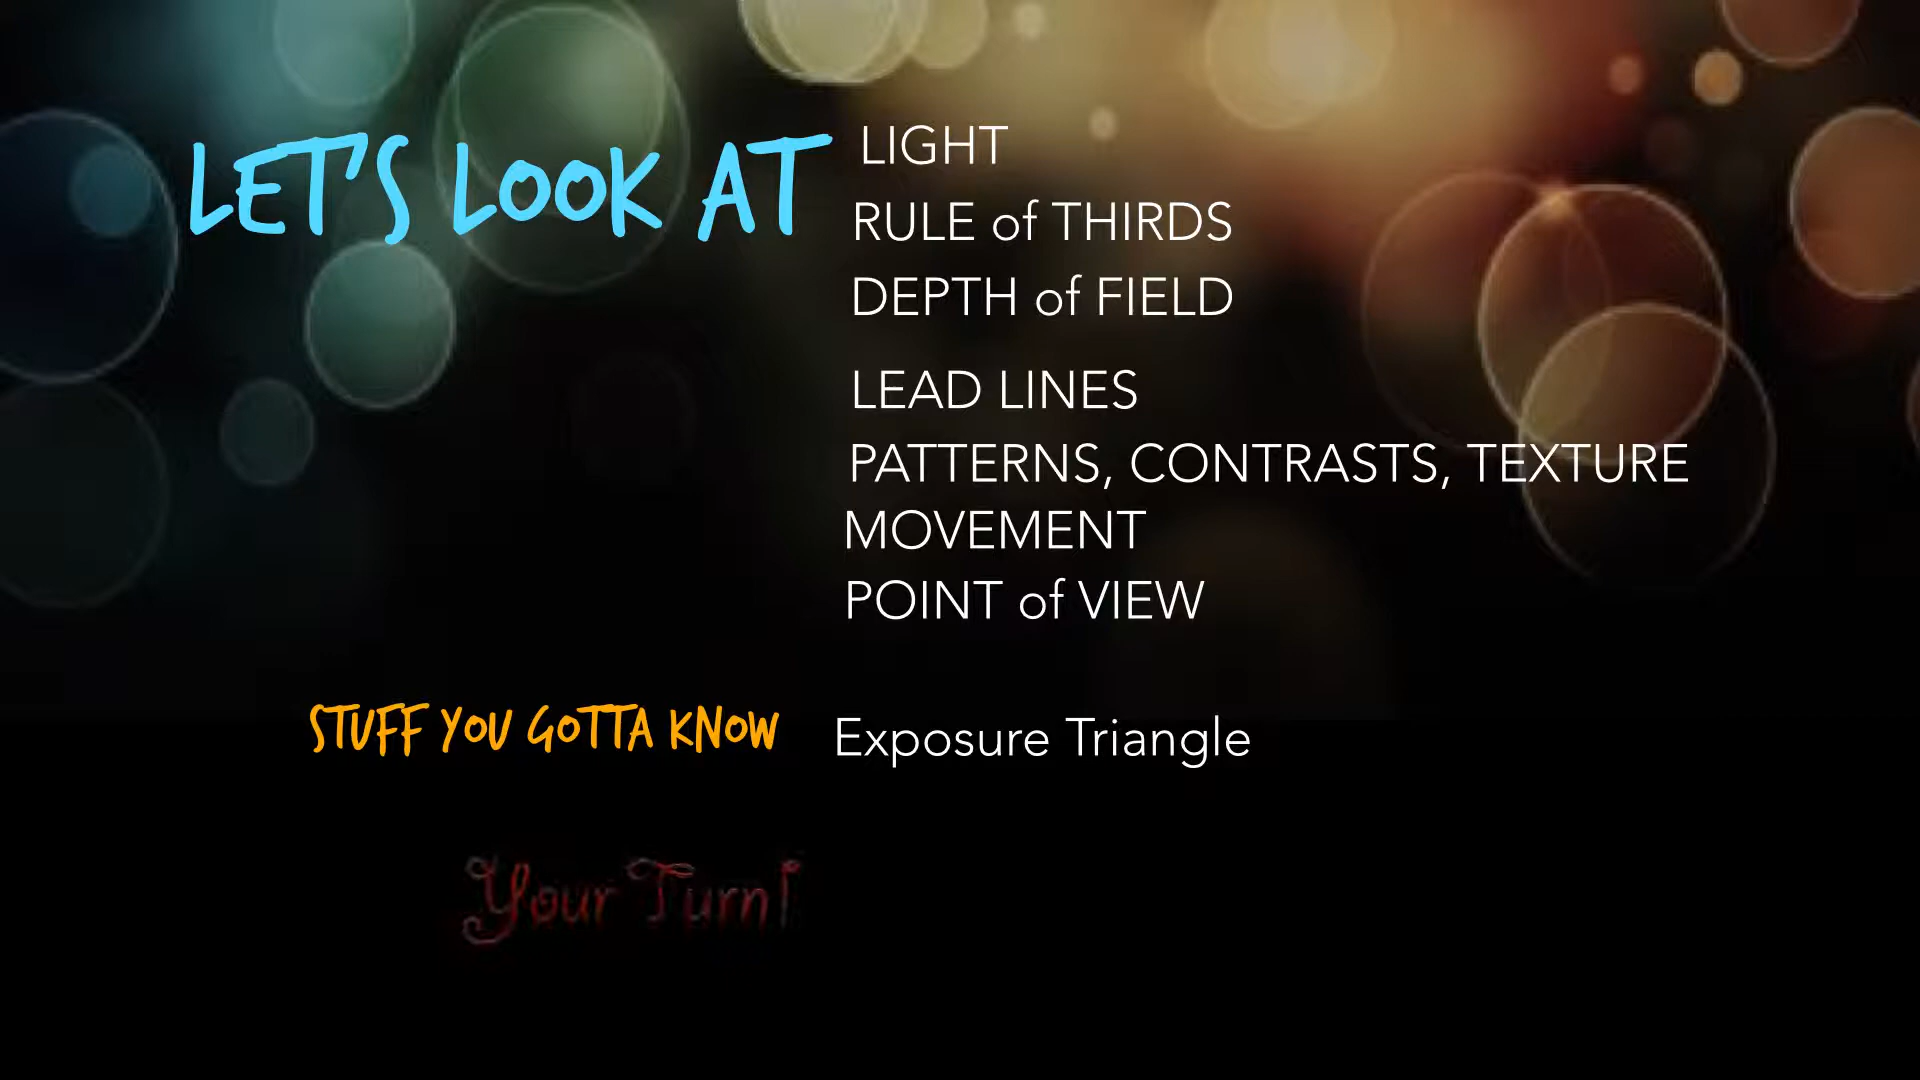 LET'S LOOK AT
LIGHT
RULE of THIRDS
DEPTH of FIELD
LEAD LINES
PATTERNS, CONTRASTS, TEXTURE
MOVEMENT
POINT of VIEW
STUFF YOU GOTTA KNOW
Exposure Triangle
Your Turn!